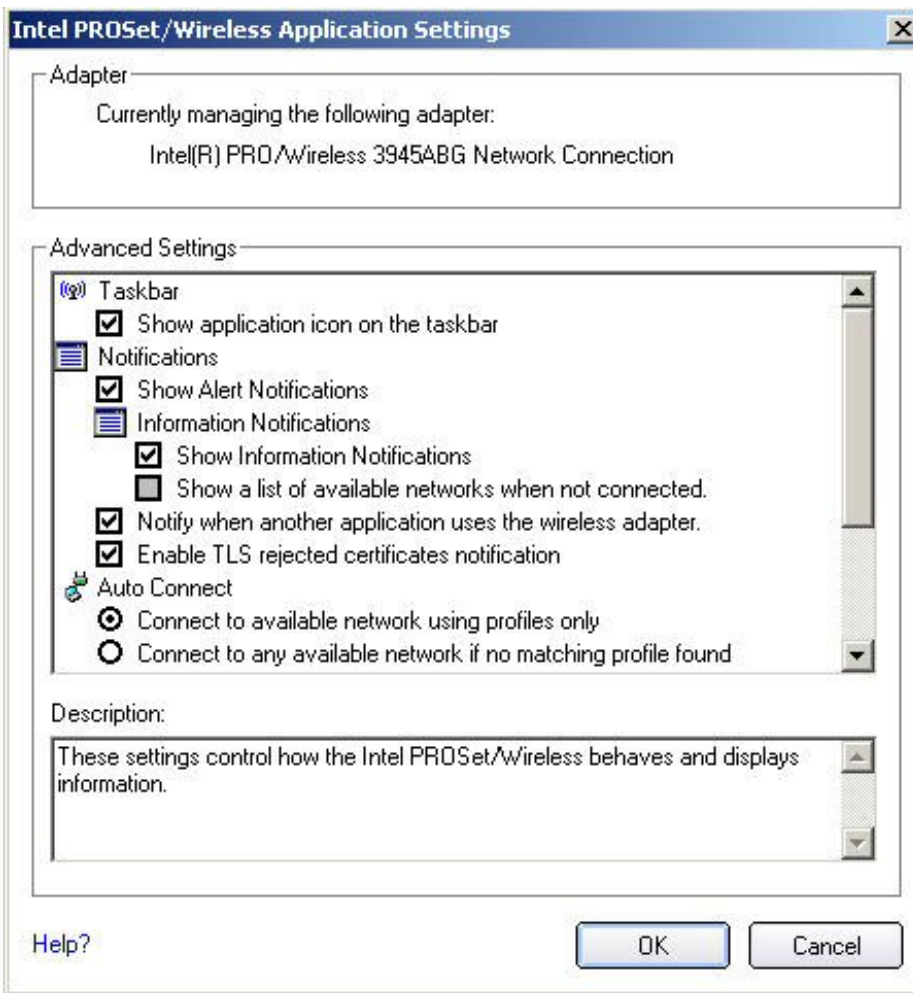 Intel PROSet/Wireless Application Settings
Adapter
Currently managing the following adapter:
Intel(R) PRO/Wireless 3945ABG Network Connection
Advanced Settings
Taskbar
Show application icon on the taskbar
Notifications
Show Alert Notifications
Information Notifications
Show Information Notifications
Show a list of available networks when not connected.
Notify when another application uses the wireless adapter.
Enable TLS rejected certificates notification
Auto Connect
Connect to available network using profiles only
Connect to any available network if no matching profile found
Description:
These settings control how the Intel PROSet/Wireless behaves and displays
information.
Help?
OK
Cancel